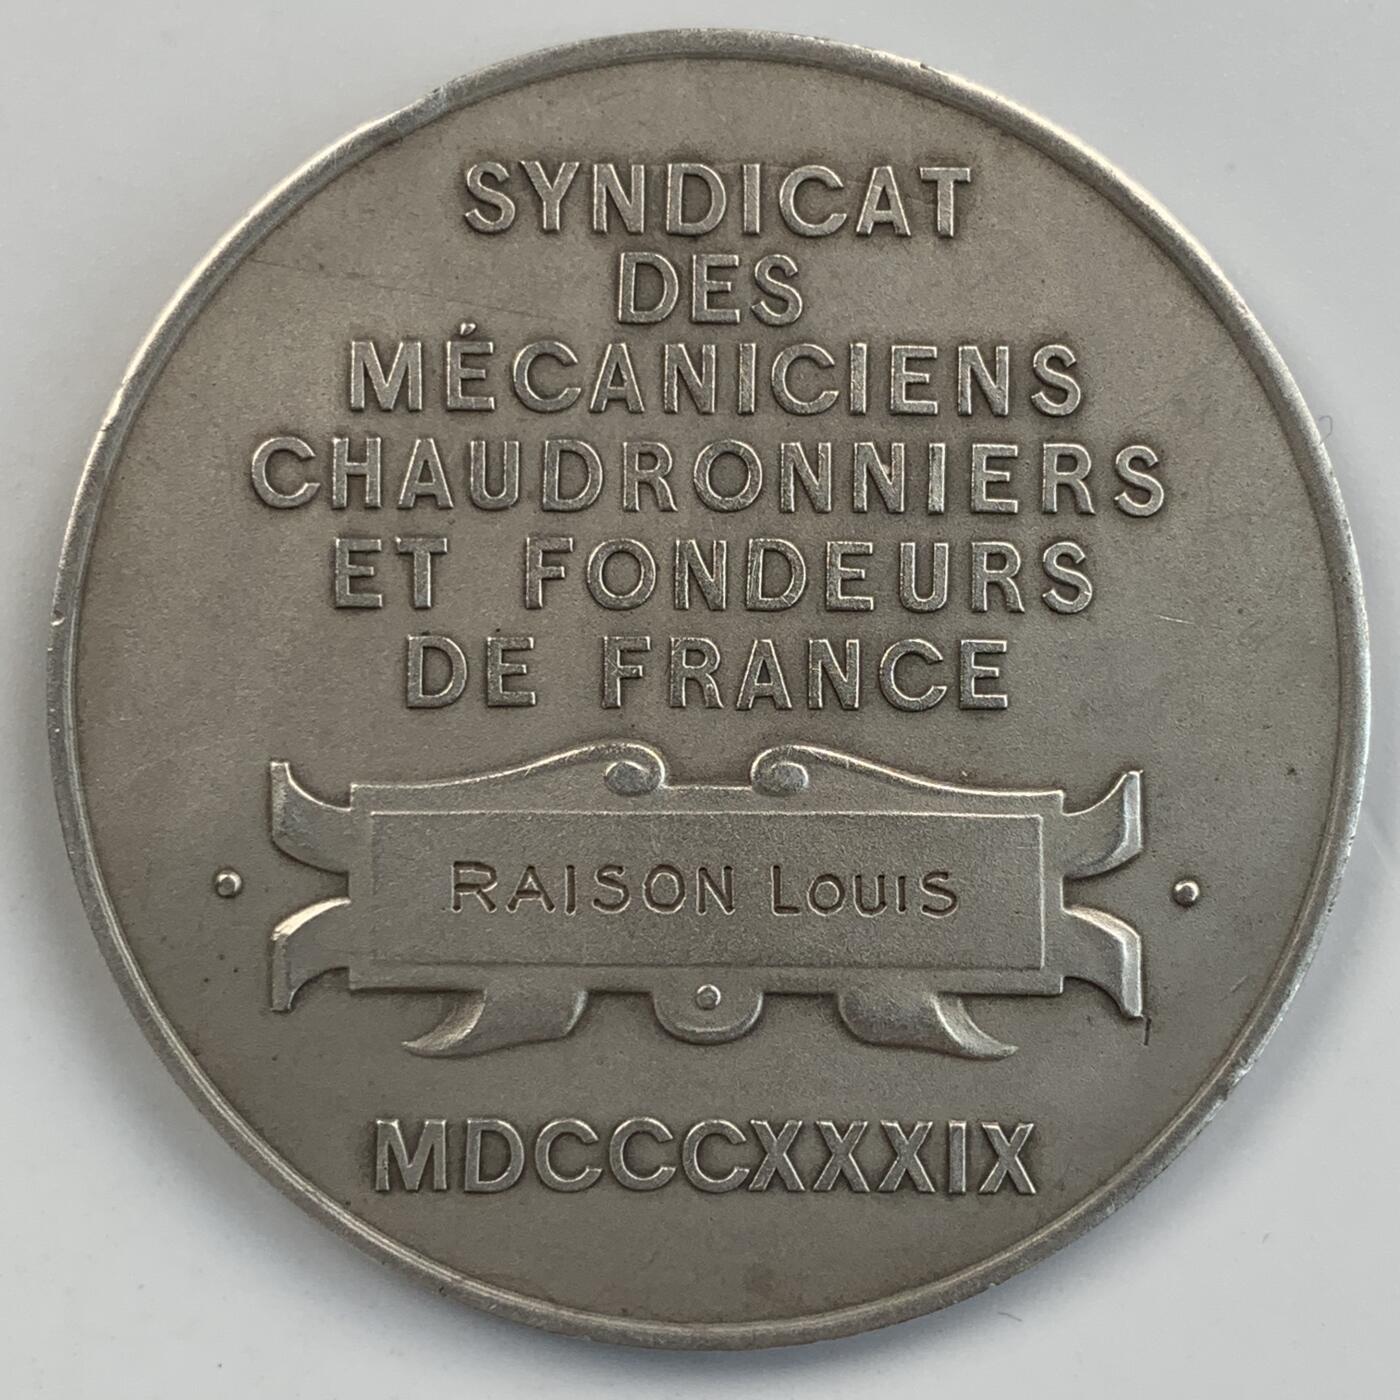 SYNDICAT
DES
MÉCANICIENS
CHAUDRONNIERS
ET FONDEURS
DE FRANCE
RAISON LOUIS
MDCCCXXXIX